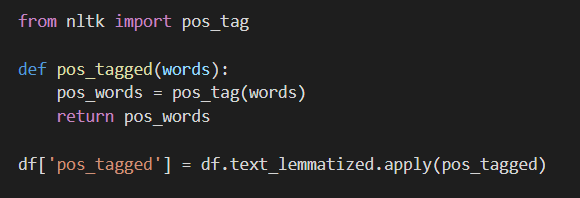 from nltk import pos_tag
def pos_tagged(words):
    pos_words = pos_tag(words)
    return pos_words
df['pos_tagged'] = df.text_lemmatized.apply(pos_tagged)